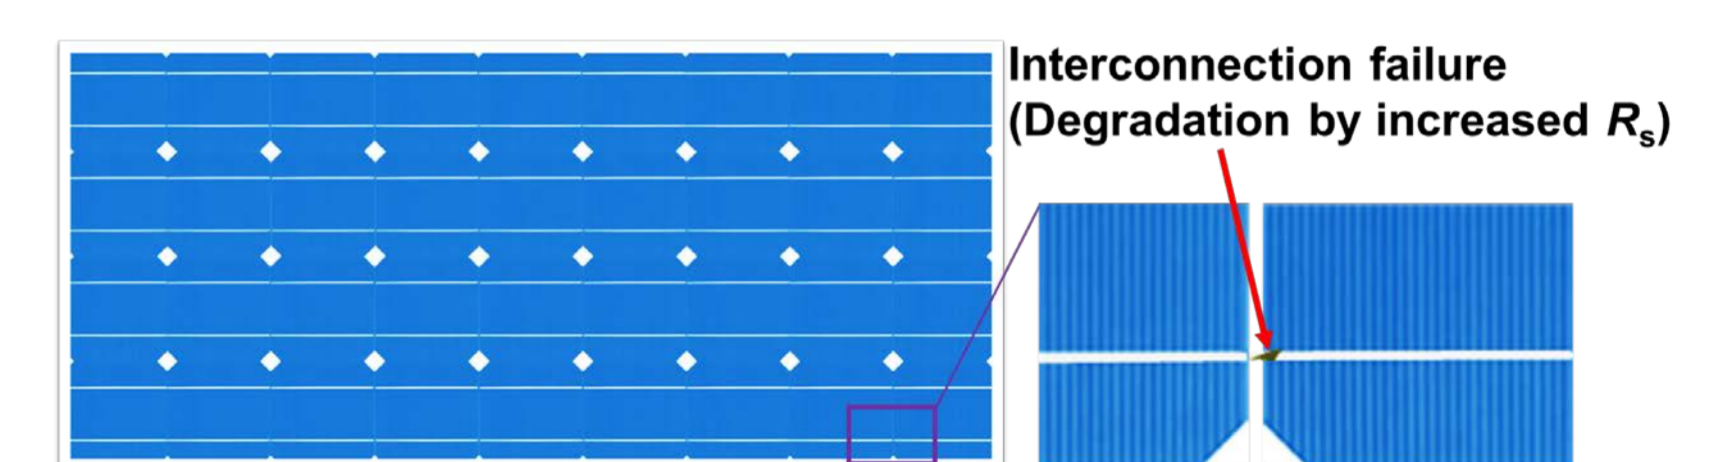 Interconnection failure
(Degradation by increased Rs)